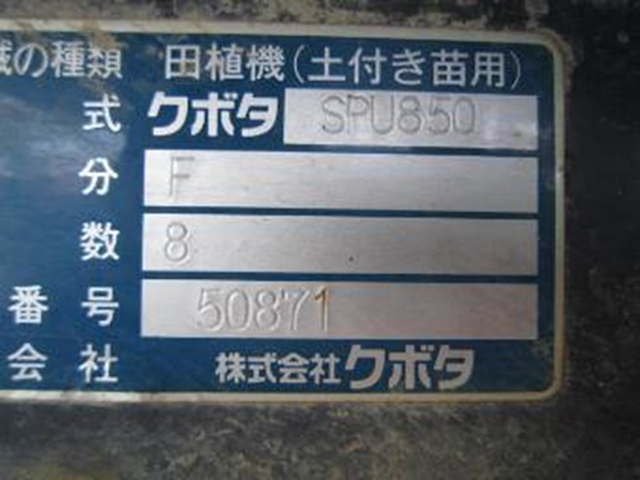 械の種類 田植機(土付き苗用)
式 クボタ SPU850
分 F
数 8
番号 50871
会社 株式会社クボタ